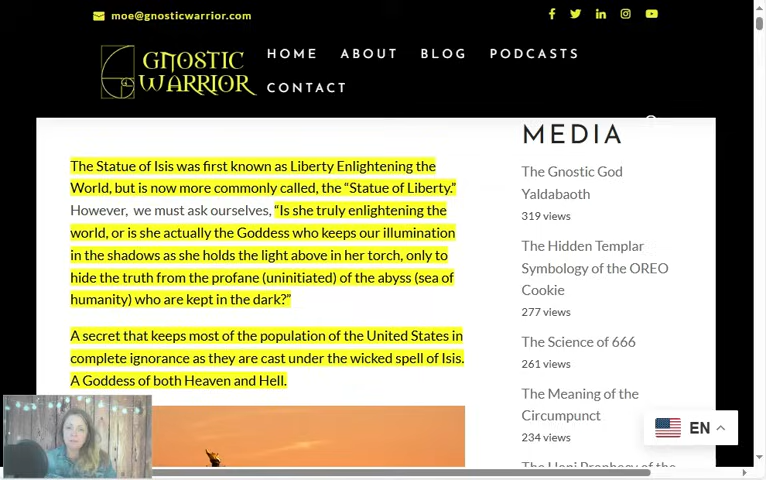 moe@gnosticwarrior.com
GNOSTIC
WARRIOR
HOME ABOUT BLOG PODCASTS
CONTACT
The Statue of Isis was first known as Liberty Enlightening the
World, but is now more commonly called, the “Statue of Liberty.”
However, we must ask ourselves, “Is she truly enlightening the
world, or is she actually the Goddess who keeps our illumination
in the shadows as she holds the light above in her torch, only to
hide the truth from the profane (uninitiated) of the abyss (sea of
humanity) who are kept in the dark?”
A secret that keeps most of the population of the United States in
complete ignorance as they are cast under the wicked spell of Isis.
A Goddess of both Heaven and Hell.
MEDIA
The Gnostic God
Yaldabaoth
319 views
The Hidden Templar
Symbology of the OREO
Cookie
277 views
The Science of 666
261 views
The Meaning of the
Circumpunct
234 views
The Hopi Prophecy of the
EN